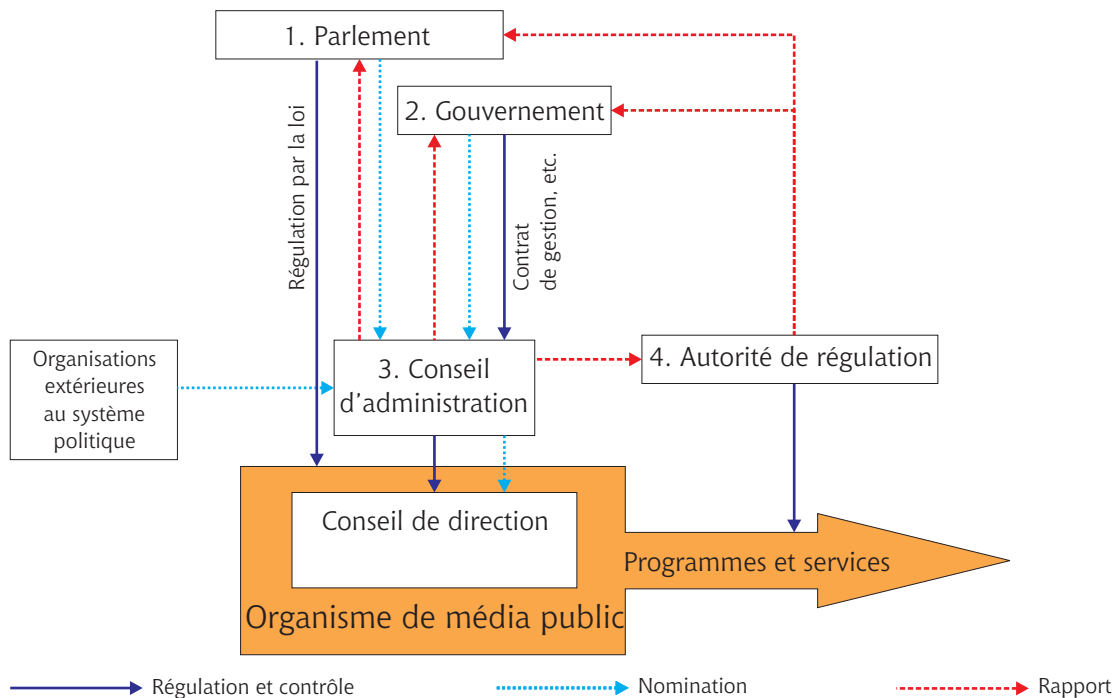 1. Parlement
2. Gouvernement
Régulation par la loi
Contrat
de gestion, etc.
Organisations
extérieures
au système
politique
3. Conseil
d’administration
4. Autorité de régulation
Conseil de direction
Programmes et services
Organisme de média public
Régulation et contrôle
Nomination
Rapport